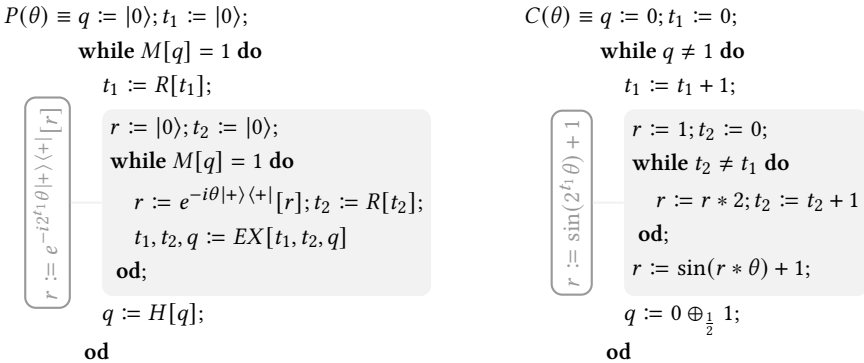 P(θ) ≡ q := |0⟩; t₁ := |0⟩;
while M[q] = 1 do
t₁ := R[t₁];
r := e^{−i2^{t₁}θ|+⟩⟨+|}[r]
r := |0⟩; t₂ := |0⟩;
while M[q] = 1 do
r := e^{−iθ|+⟩⟨+|}[r]; t₂ := R[t₂];
t₁, t₂, q := EX[t₁, t₂, q]
od;
q := H[q];
od
C(θ) ≡ q := 0; t₁ := 0;
while q ≠ 1 do
t₁ := t₁ + 1;
r := sin(2^{t₁}θ) + 1
r := 1; t₂ := 0;
while t₂ ≠ t₁ do
r := r * 2; t₂ := t₂ + 1
od;
r := sin(r * θ) + 1;
q := 0 ⊕_{1/2} 1;
od